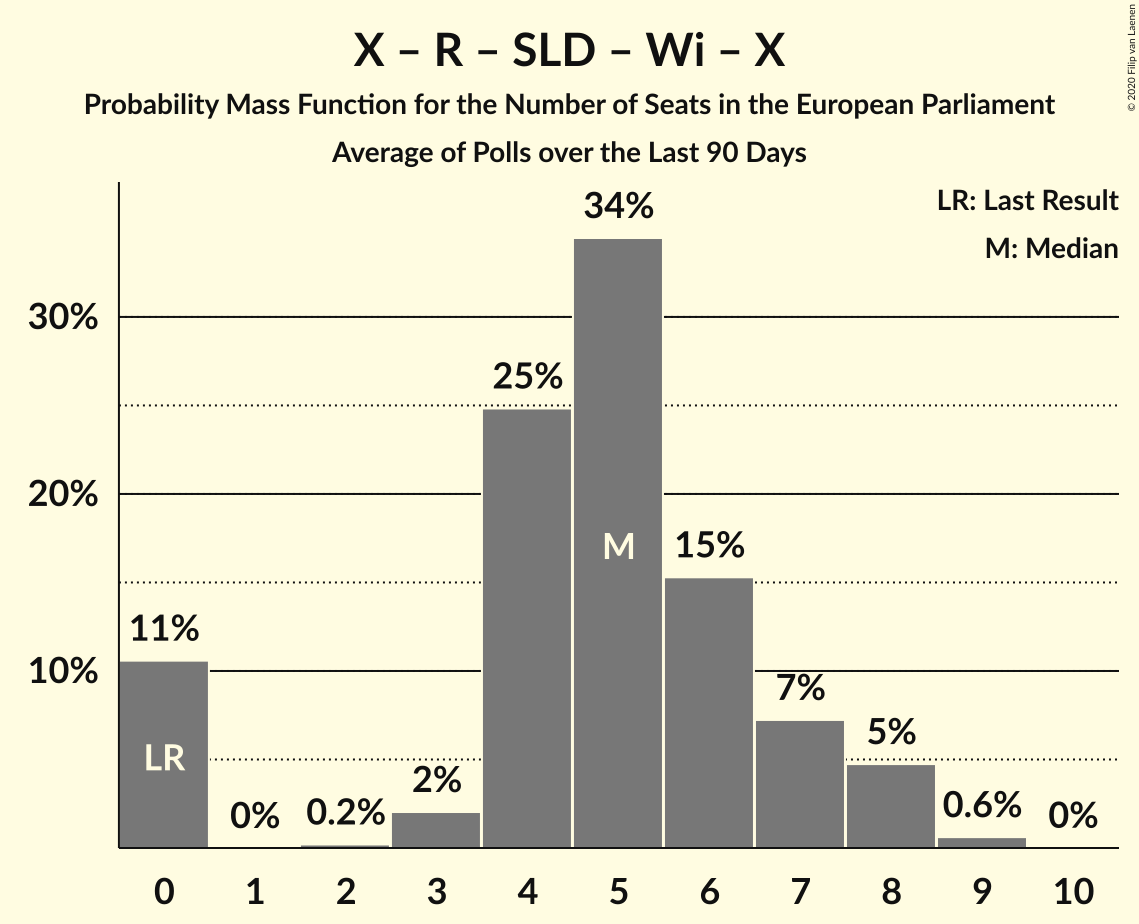 X – R – SLD – Wi – X
Probability Mass Function for the Number of Seats in the European Parliament
Average of Polls over the Last 90 Days
© 2020 Filip van Laenen
LR: Last Result
M: Median
30%
20%
10%
11%
0%
0.2%
2%
25%
34%
15%
7%
5%
0.6%
0%
LR
M
0 1 2 3 4 5 6 7 8 9 10